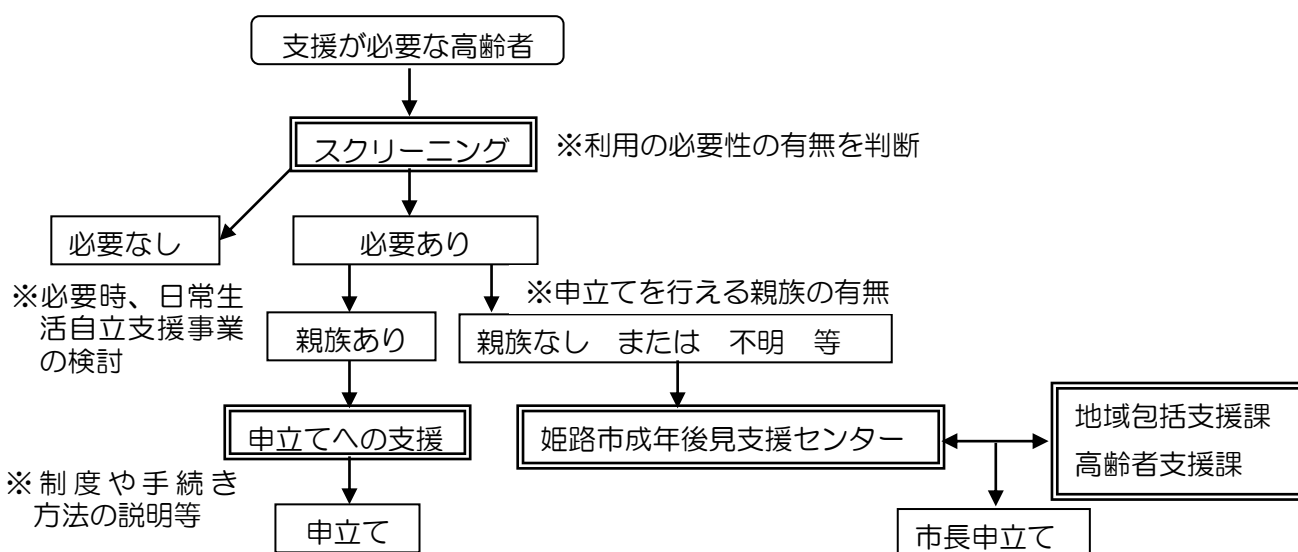 支援が必要な高齢者
スクリーニング
※利用の必要性の有無を判断
必要なし
必要あり
※必要時、日常生
活自立支援事業
の検討
※申立てを行える親族の有無
親族あり
親族なし または 不明 等
申立てへの支援
姫路市成年後見支援センター
地域包括支援課
高齢者支援課
※制度や手続き
方法の説明等
申立て
市長申立て